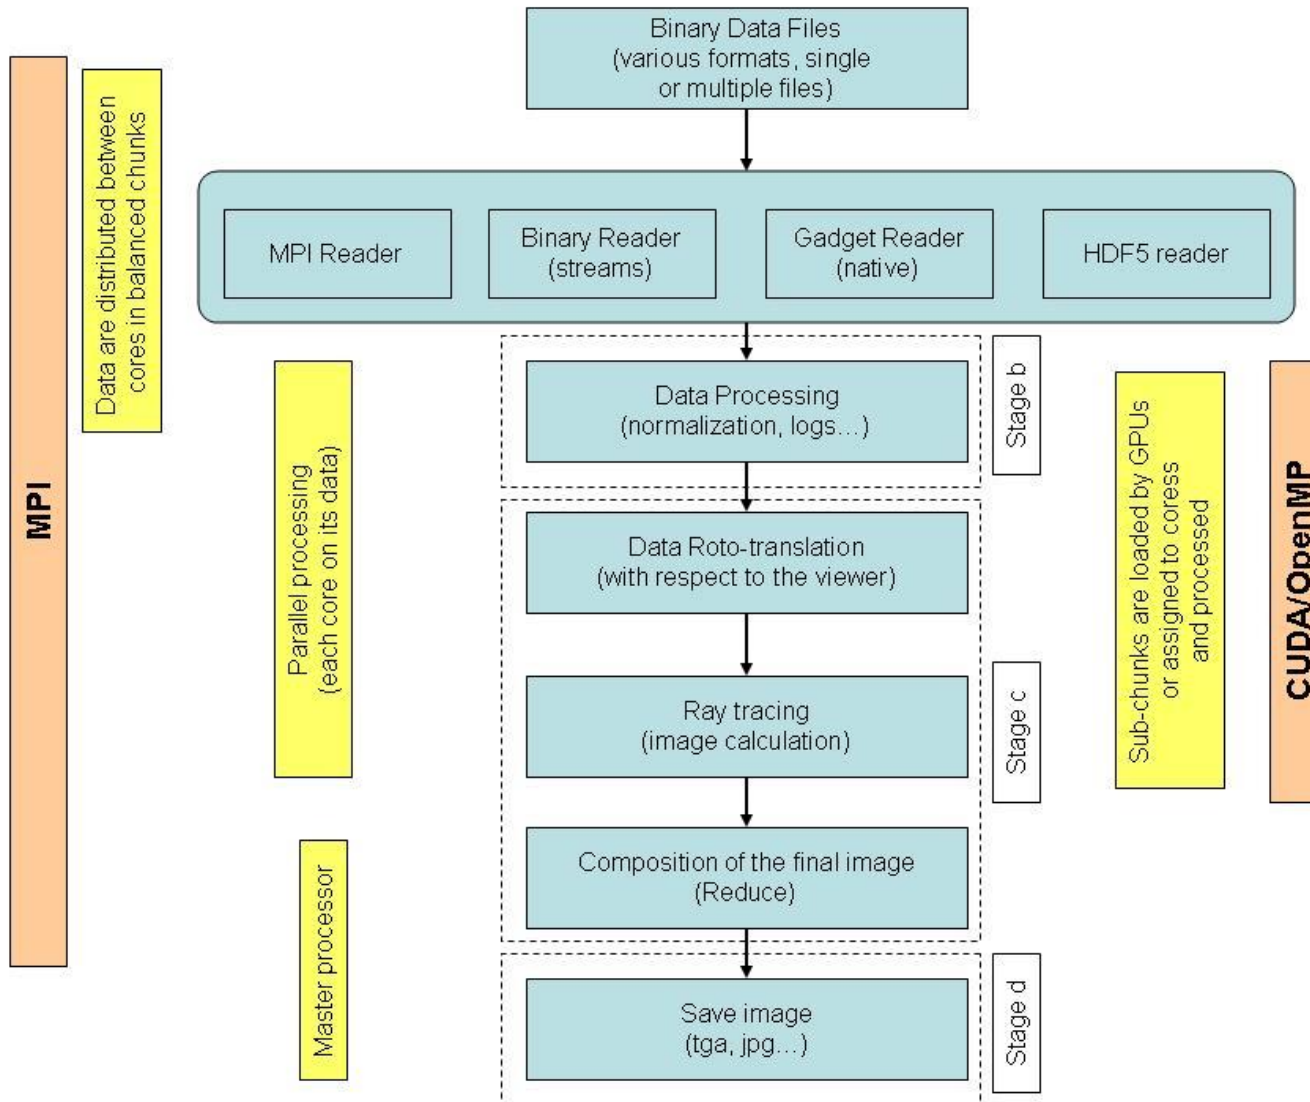 Binary Data Files
(various formats, single
or multiple files)
MPI
Data are distributed between
cores in balanced chunks
MPI Reader
Binary Reader
(streams)
Gadget Reader
(native)
HDF5 reader
Parallel processing
(each core on its data)
Data Processing
(normalization, logs…)
Stage b
Sub-chunks are loaded by GPUs
or assigned to coress
and processed
CUDA/OpenMP
Data Roto-translation
(with respect to the viewer)
Ray tracing
(image calculation)
Stage c
Master processor
Composition of the final image
(Reduce)
Save image
(tga, jpg…)
Stage d